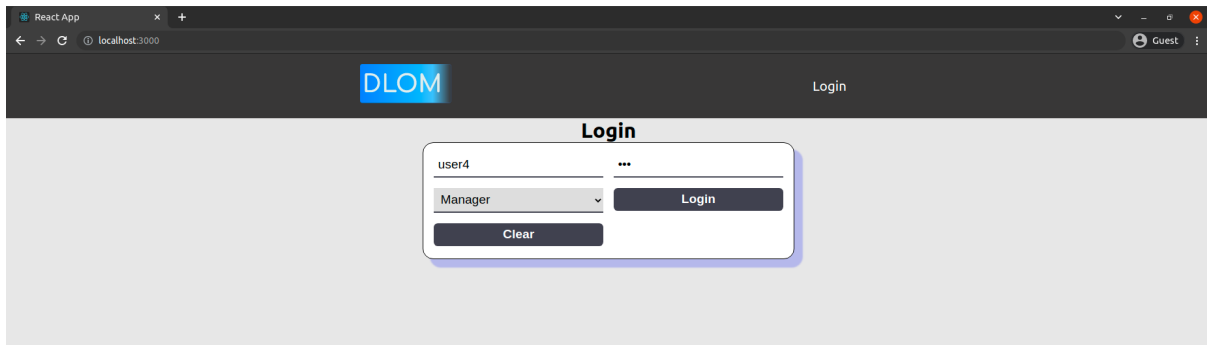 React App
localhost:3000
Guest
DLOM
Login
Login
user4
•••
Manager
Login
Clear